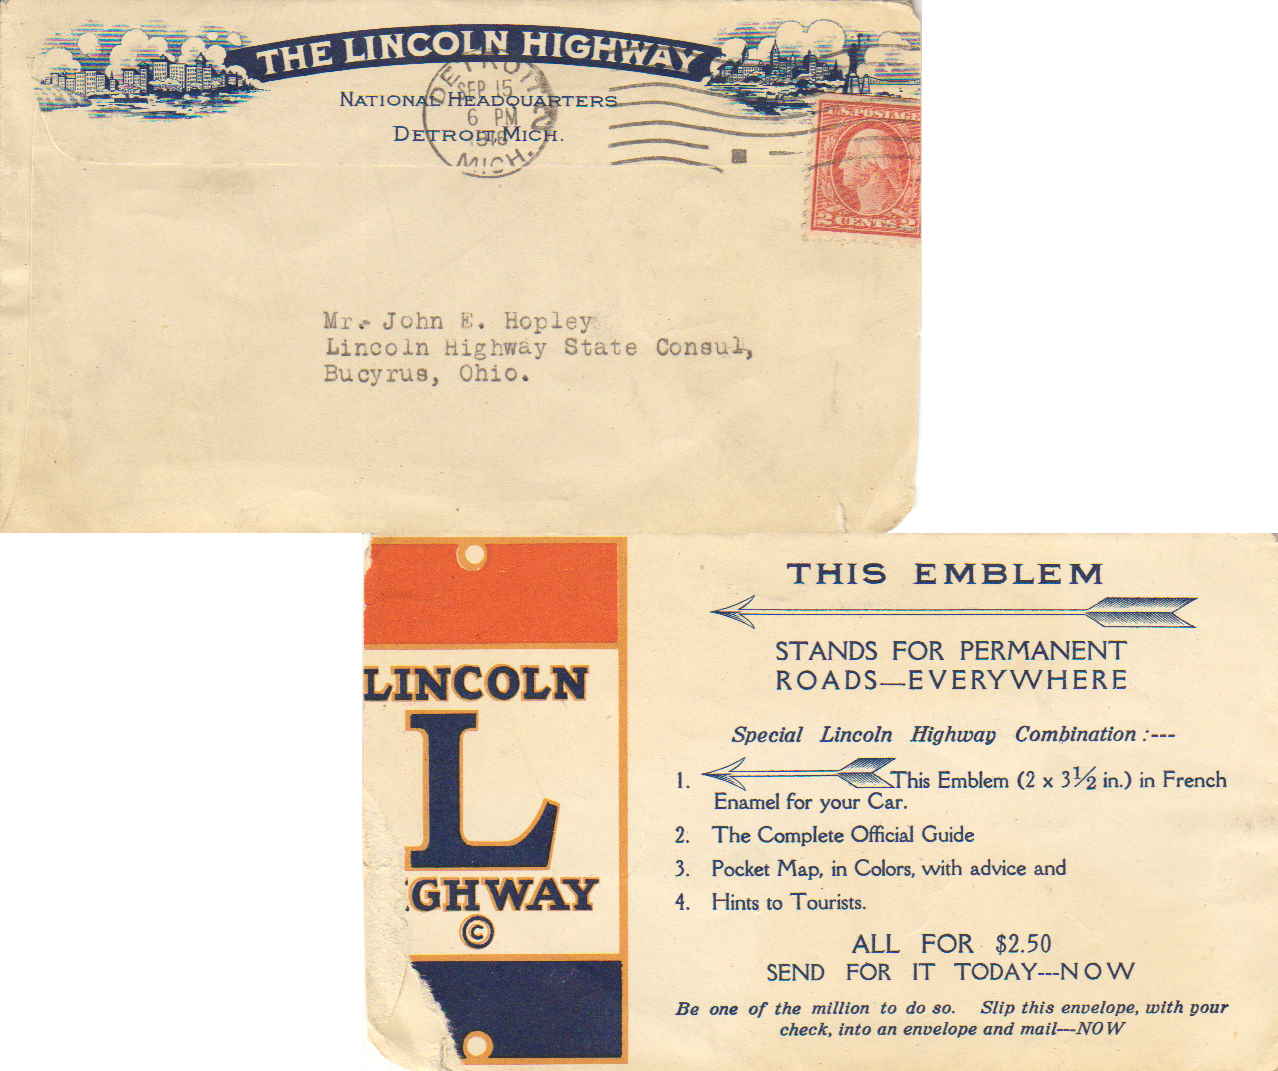 THE LINCOLN HIGHWAY
NATIONAL HEADQUARTERS
DETROIT, MICH.
DETROIT 2
SEP 15
6 PM
1918
MICH.
U.S. POSTAGE
2 CENTS 2
Mr. John E. Hopley
Lincoln Highway State Consul,
Bucyrus, Ohio.
LINCOLN
L
IGHWAY
©
THIS EMBLEM
STANDS FOR PERMANENT
ROADS—EVERYWHERE
Special Lincoln Highway Combination :---
1. This Emblem (2 x 3½ in.) in French
Enamel for your Car.
2. The Complete Official Guide
3. Pocket Map, in Colors, with advice and
4. Hints to Tourists.
ALL FOR $2.50
SEND FOR IT TODAY---NOW
Be one of the million to do so. Slip this envelope, with your
check, into an envelope and mail---NOW